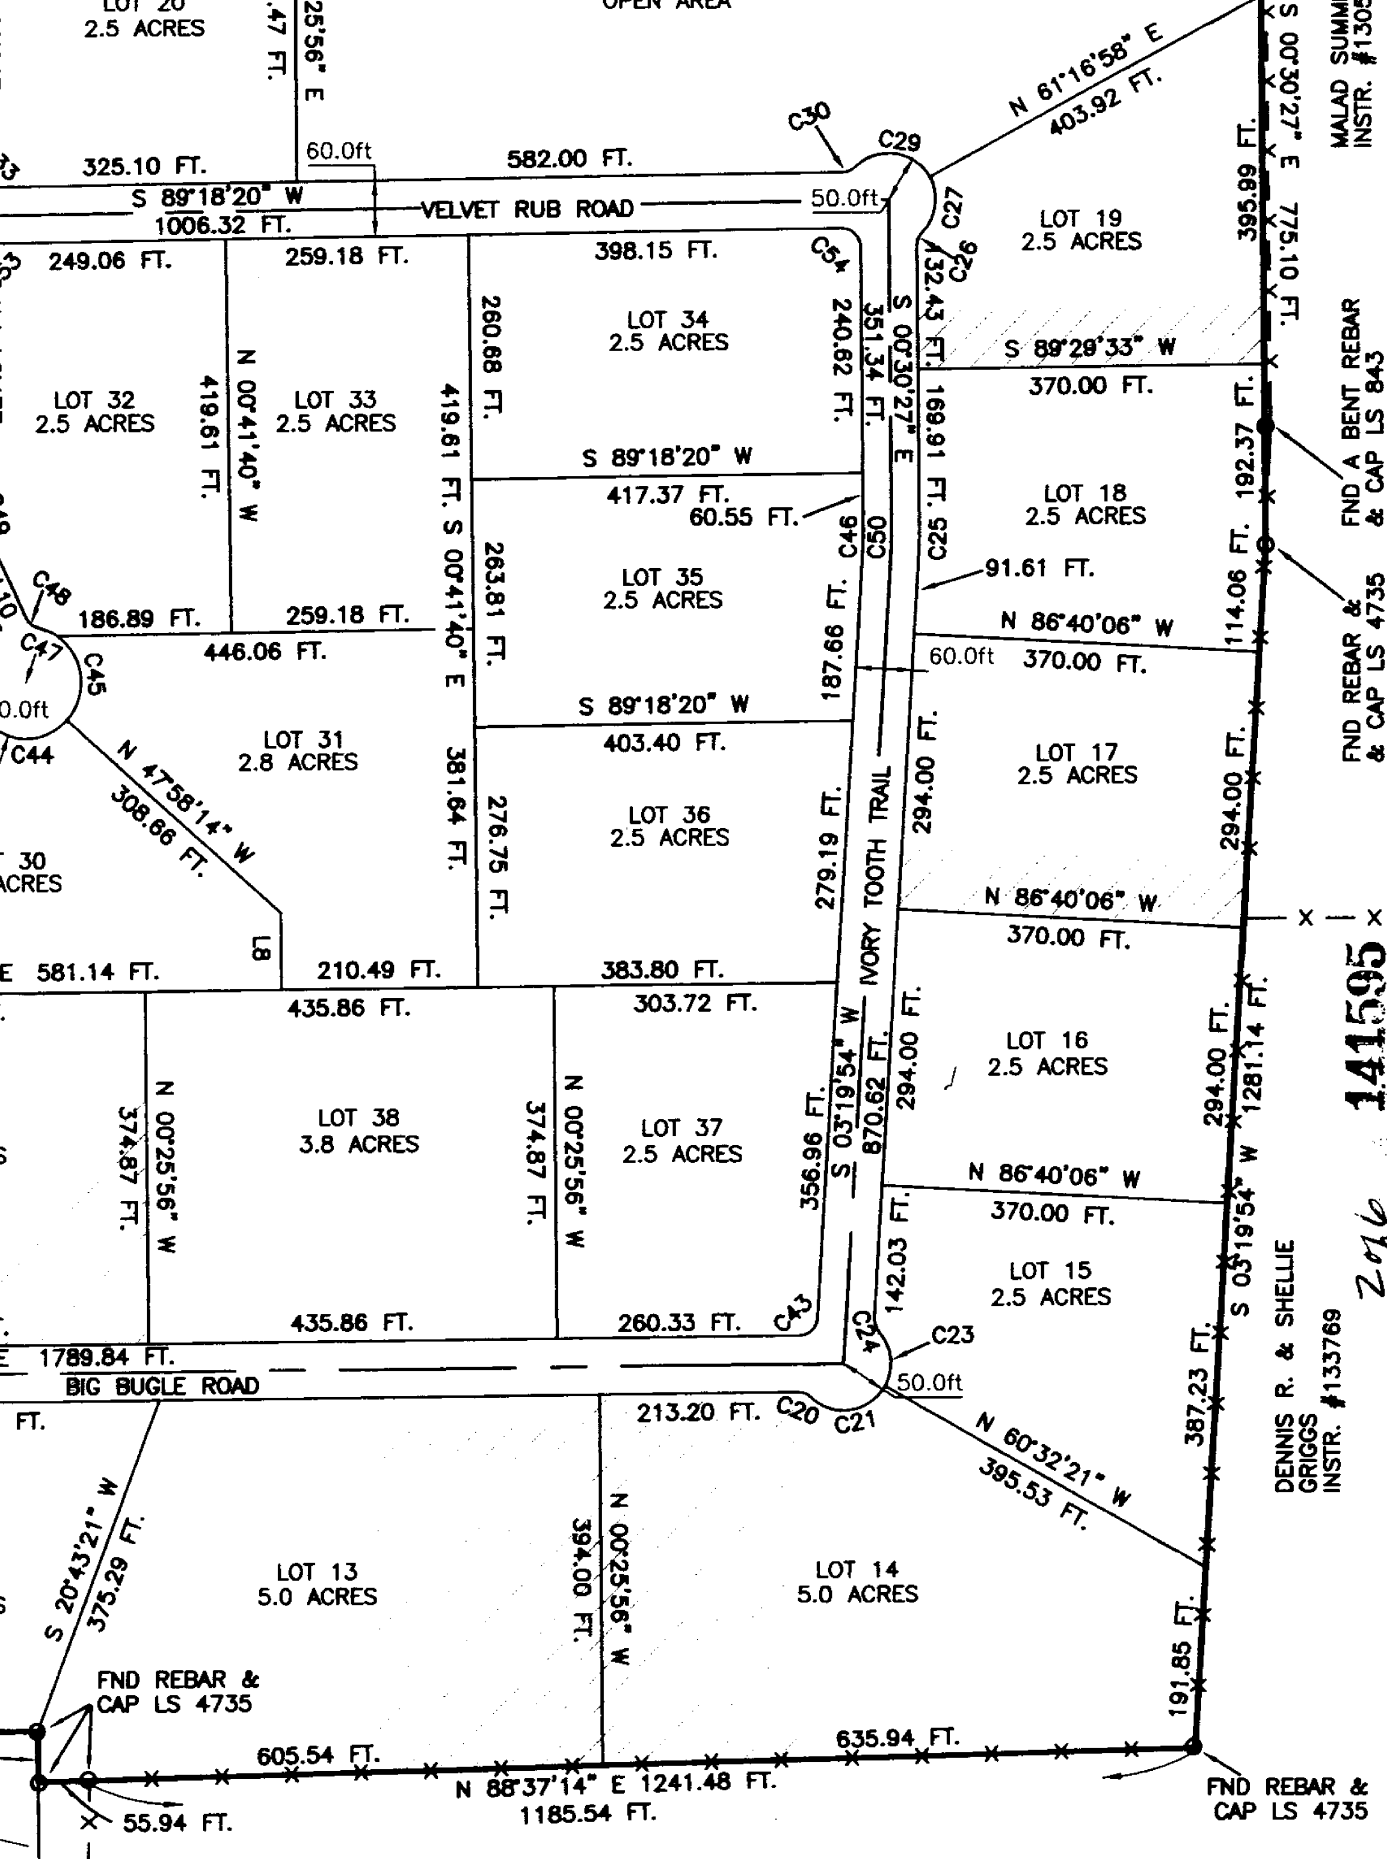 LOT 20
2.5 ACRES
OPEN AREA
.47 FT.
25'56" E
N 61°16'58" E
403.92 FT.
S 00°30'27" E 775.10 FT.
395.99 FT.
MALAD SUMMI
INSTR. #1305
C30
C29
C27
C26
33
325.10 FT.
60.0ft
582.00 FT.
S 89°18'20" W
1006.32 FT.
VELVET RUB ROAD
50.0ft
LOT 19
2.5 ACRES
53
249.06 FT.
259.18 FT.
398.15 FT.
C54
132.43 FT.
260.68 FT.
LOT 34
2.5 ACRES
240.62 FT.
351.34 FT.
S 00°30'27" E
S 89°29'33" W
370.00 FT.
N 00°41'40" W
419.61 FT.
LOT 32
2.5 ACRES
LOT 33
2.5 ACRES
419.61 FT.
S 00°41'40" E
169.91 FT.
C25
192.37 FT.
FND A BENT REBAR
& CAP LS 843
S 89°18'20" W
417.37 FT.
60.55 FT.
C46
C50
LOT 18
2.5 ACRES
91.61 FT.
114.06 FT.
FND REBAR &
& CAP LS 4735
C49
C48
C47
C45
C44
0.0ft
186.89 FT.
259.18 FT.
446.06 FT.
263.81 FT.
LOT 35
2.5 ACRES
187.66 FT.
N 86°40'06" W
370.00 FT.
60.0ft
S 89°18'20" W
403.40 FT.
N 47°58'14" W
308.66 FT.
LOT 31
2.8 ACRES
381.64 FT.
276.75 FT.
LOT 36
2.5 ACRES
279.19 FT.
IVORY TOOTH TRAIL
294.00 FT.
LOT 17
2.5 ACRES
294.00 FT.
T 30
ACRES
N 86°40'06" W
370.00 FT.
L8
E 581.14 FT.
210.49 FT.
383.80 FT.
435.86 FT.
303.72 FT.
141595
2016
S 03°19'54" W
870.62 FT.
294.00 FT.
LOT 16
2.5 ACRES
294.00 FT.
1281.14 FT.
S 03°19'54" W
374.87 FT.
N 00°25'56" W
LOT 38
3.8 ACRES
374.87 FT.
N 00°25'56" W
LOT 37
2.5 ACRES
356.96 FT.
N 86°40'06" W
370.00 FT.
142.03 FT.
LOT 15
2.5 ACRES
DENNIS R. & SHELLIE
GRIGGS
INSTR. #133769
435.86 FT.
260.33 FT.
C43
C24
C23
E 1789.84 FT.
BIG BUGLE ROAD
FT.
50.0ft
213.20 FT.
C20
C21
387.23 FT.
N 60°32'21" W
395.53 FT.
S 20°43'21" W
375.29 FT.
LOT 13
5.0 ACRES
394.00 FT.
N 00°25'56" W
LOT 14
5.0 ACRES
191.85 FT.
FND REBAR &
CAP LS 4735
605.54 FT.
635.94 FT.
N 88°37'14" E 1241.48 FT.
1185.54 FT.
55.94 FT.
FND REBAR &
CAP LS 4735